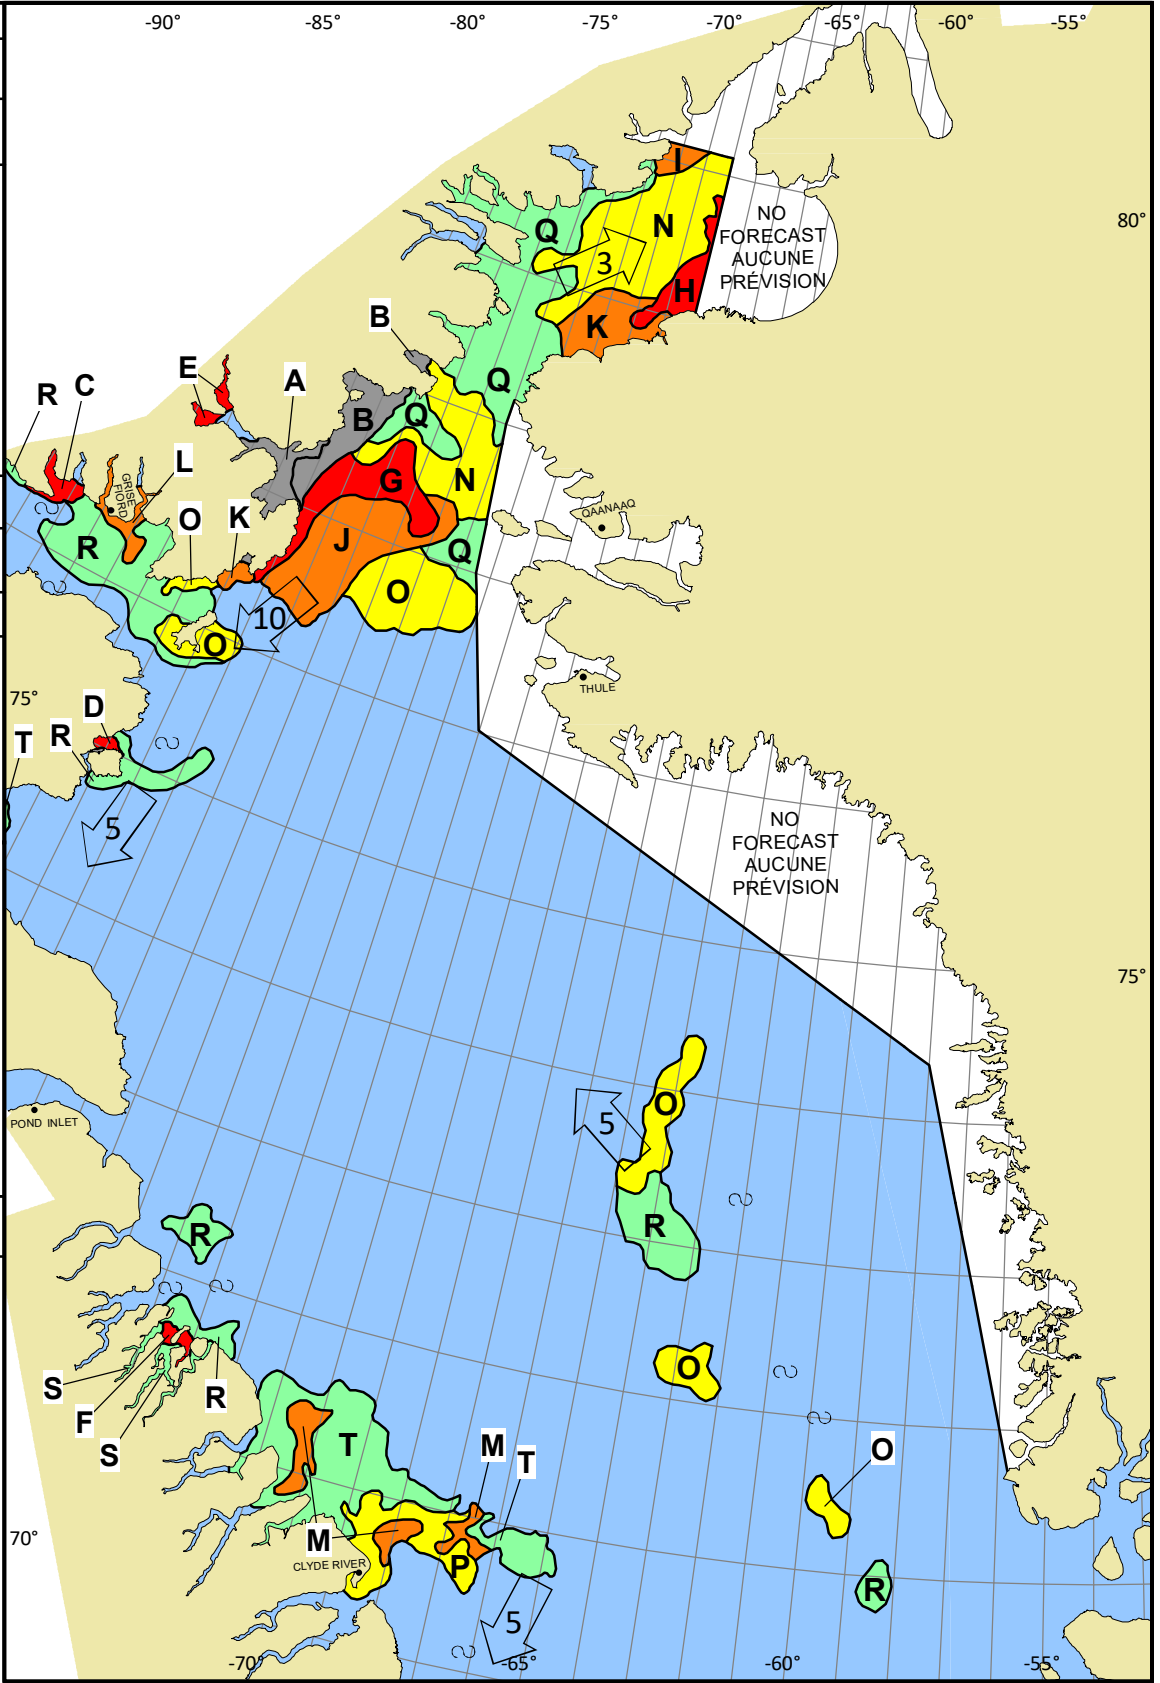 -90° -85° -80° -75° -70° -65° -60° -55°
I
80°
NO
FORECAST
AUCUNE
PRÉVISION
Q N
3
H
B K
E A Q
R C
B Q
L G N
GRISE
FIORD
QAANAAQ
O K
R J Q
O
10
O
THULE
75°
D
T R
5
NO
FORECAST
AUCUNE
PRÉVISION
75°
O
5
POND INLET
R R
O
S R
F
S
T M T O
70°
M
CLYDE RIVER P
R
5
-70° -65° -60° -55°